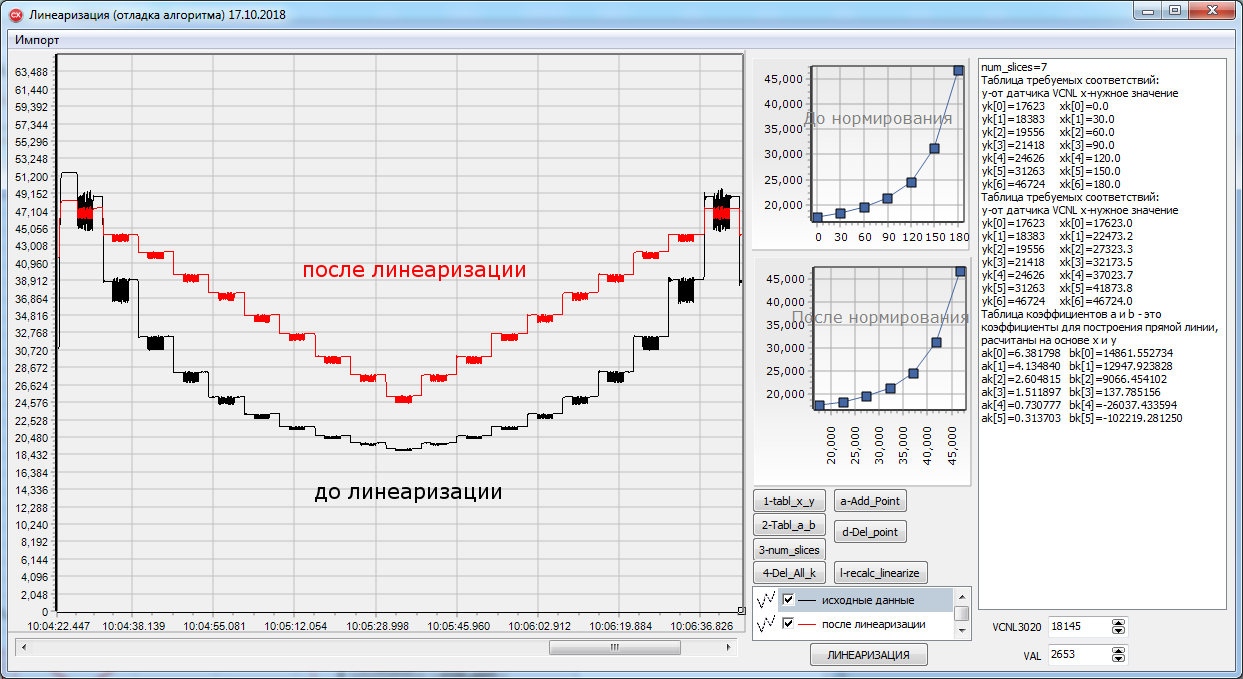 Линеаризация (отладка алгоритма) 17.10.2018
Импорт
63,488
61,440
59,392
57,344
55,296
53,248
51,200
49,152
47,104
45,056
43,008
40,960
38,912
36,864
34,816
32,768
30,720
28,672
26,624
24,576
22,528
20,480
18,432
16,384
14,336
12,288
10,240
8,192
6,144
4,096
2,048
0
после линеаризации
до линеаризации
10:04:22.447 10:04:38.139 10:04:55.081 10:05:12.054 10:05:28.998 10:05:45.960 10:06:02.912 10:06:19.884 10:06:36.826
45,000
40,000
35,000
30,000
25,000
20,000
До нормирования
0 30 60 90 120 150 180
45,000
40,000
35,000
30,000
25,000
20,000
После нормирования
20,000 25,000 30,000 35,000 40,000 45,000
1-tabl_x_y a-Add_Point
2-Tabl_a_b d-Del_point
3-num_slices
4-Del_All_k l-recalc_linearize
исходные данные
после линеаризации
ЛИНЕАРИЗАЦИЯ
num_slices=7
Таблица требуемых соответствий:
y-от датчика VCNL x-нужное значение
yk[0]=17623 xk[0]=0.0
yk[1]=18383 xk[1]=30.0
yk[2]=19556 xk[2]=60.0
yk[3]=21418 xk[3]=90.0
yk[4]=24626 xk[4]=120.0
yk[5]=31263 xk[5]=150.0
yk[6]=46724 xk[6]=180.0
Таблица требуемых соответствий:
y-от датчика VCNL x-нужное значение
yk[0]=17623 xk[0]=17623.0
yk[1]=18383 xk[1]=22473.2
yk[2]=19556 xk[2]=27323.3
yk[3]=21418 xk[3]=32173.5
yk[4]=24626 xk[4]=37023.7
yk[5]=31263 xk[5]=41873.8
yk[6]=46724 xk[6]=46724.0
Таблица коэффициентов a и b - это
коэффициенты для построения прямой линии,
расчитаны на основе x и y
ak[0]=6.381798 bk[0]=14861.552734
ak[1]=4.134840 bk[1]=12947.923828
ak[2]=2.604815 bk[2]=9066.454102
ak[3]=1.511897 bk[3]=137.785156
ak[4]=0.730777 bk[4]=-26037.433594
ak[5]=0.313703 bk[5]=-102219.281250
VCNL3020 18145
VAL 2653